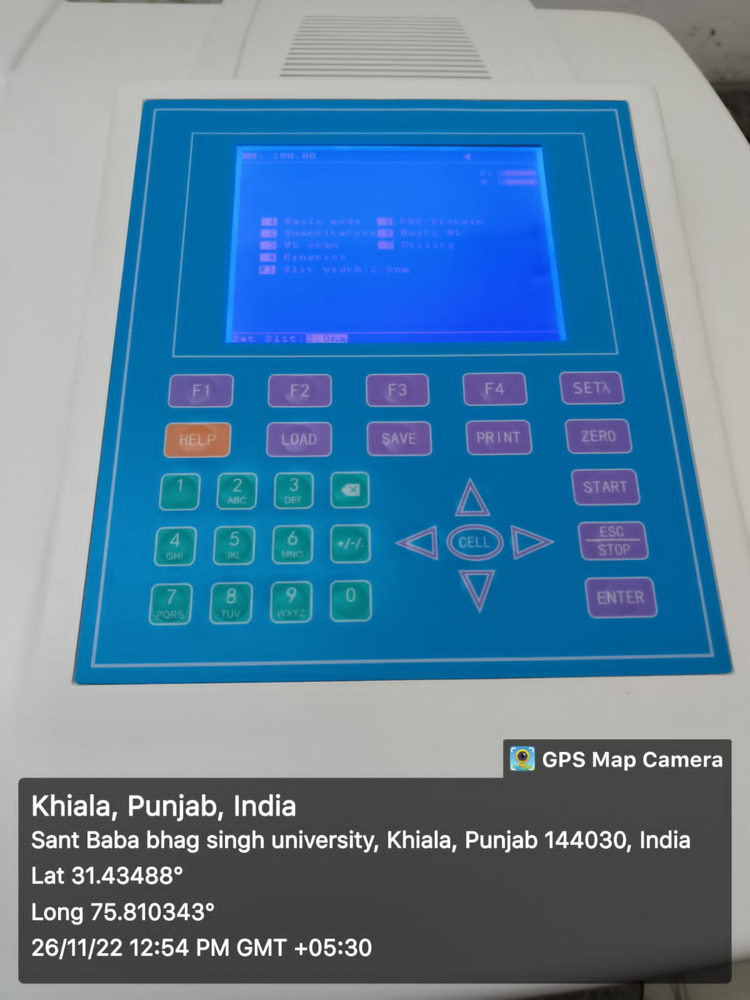 190.00
1 Basic mode
2 Quantitative
3 WL scan
4 Kinetics
F1 Slit width:2.0nm
DNA/Protein
Multi WL
7 Utility
Set Slit:2.0nm
F1 F2 F3 F4 SETλ
HELP LOAD SAVE PRINT ZERO
1 2 3 START
ABC DEF
4 5 6 +/-/. CELL ESC
GHI JKL MNO STOP
7 8 9 0 ENTER
PQRS TUV WXYZ
GPS Map Camera
Khiala, Punjab, India
Sant Baba bhag singh university, Khiala, Punjab 144030, India
Lat 31.43488°
Long 75.810343°
26/11/22 12:54 PM GMT +05:30